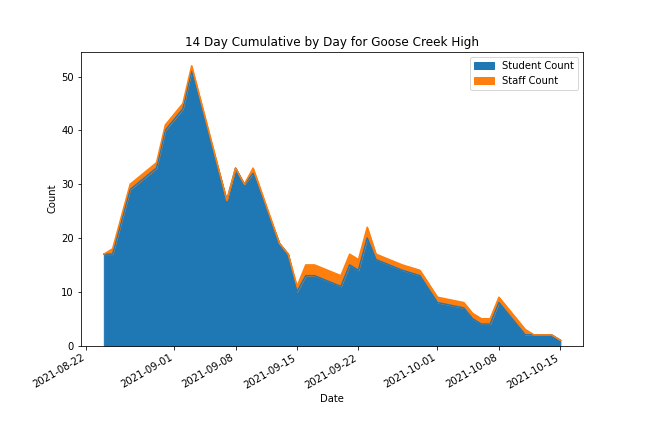 14 Day Cumulative by Day for Goose Creek High
Student Count
Staff Count
50
40
30
20
10
0
Count
2021-08-22
2021-09-01
2021-09-08
2021-09-15
2021-09-22
2021-10-01
2021-10-08
2021-10-15
Date